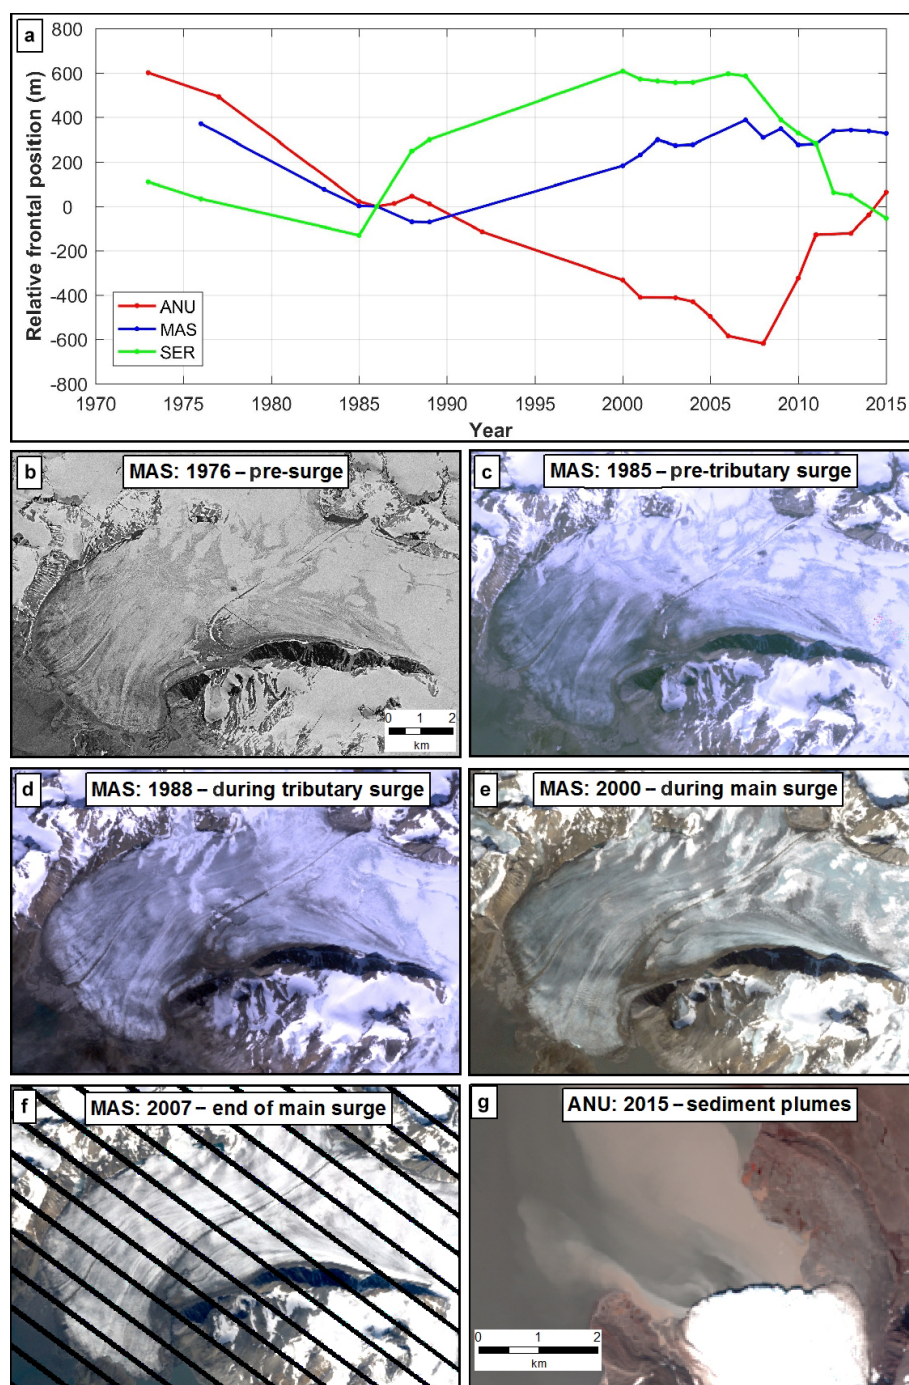 a
800
600
400
200
0
-200
-400
-600
-800
Relative frontal position (m)
ANU
MAS
SER
1970 1975 1980 1985 1990 1995 2000 2005 2010 2015
Year
b MAS: 1976 – pre-surge
0 1 2
km
c MAS: 1985 – pre-tributary surge
d MAS: 1988 – during tributary surge
e MAS: 2000 – during main surge
f MAS: 2007 – end of main surge
g ANU: 2015 – sediment plumes
0 1 2
km